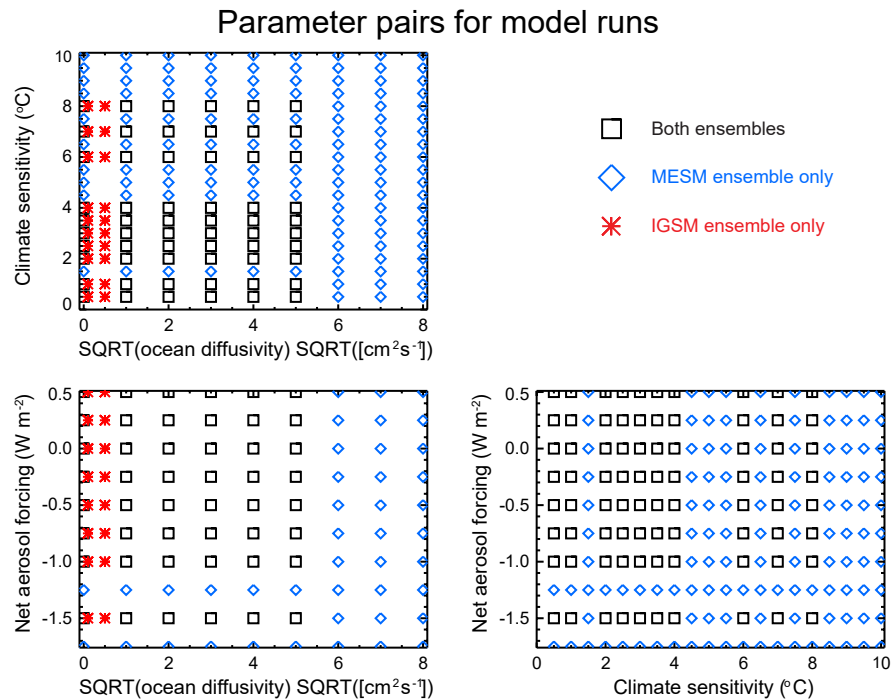 Parameter pairs for model runs
10
8
6
4
2
0
Climate sensitivity (°C)
0 2 4 6 8
SQRT(ocean diffusivity) SQRT([cm²s⁻¹])
Both ensembles
MESM ensemble only
IGSM ensemble only
0.5
0.0
-0.5
-1.0
-1.5
Net aerosol forcing (W m⁻²)
0 2 4 6 8
SQRT(ocean diffusivity) SQRT([cm²s⁻¹])
0.5
0.0
-0.5
-1.0
-1.5
Net aerosol forcing (W m⁻²)
0 2 4 6 8 10
Climate sensitivity (°C)